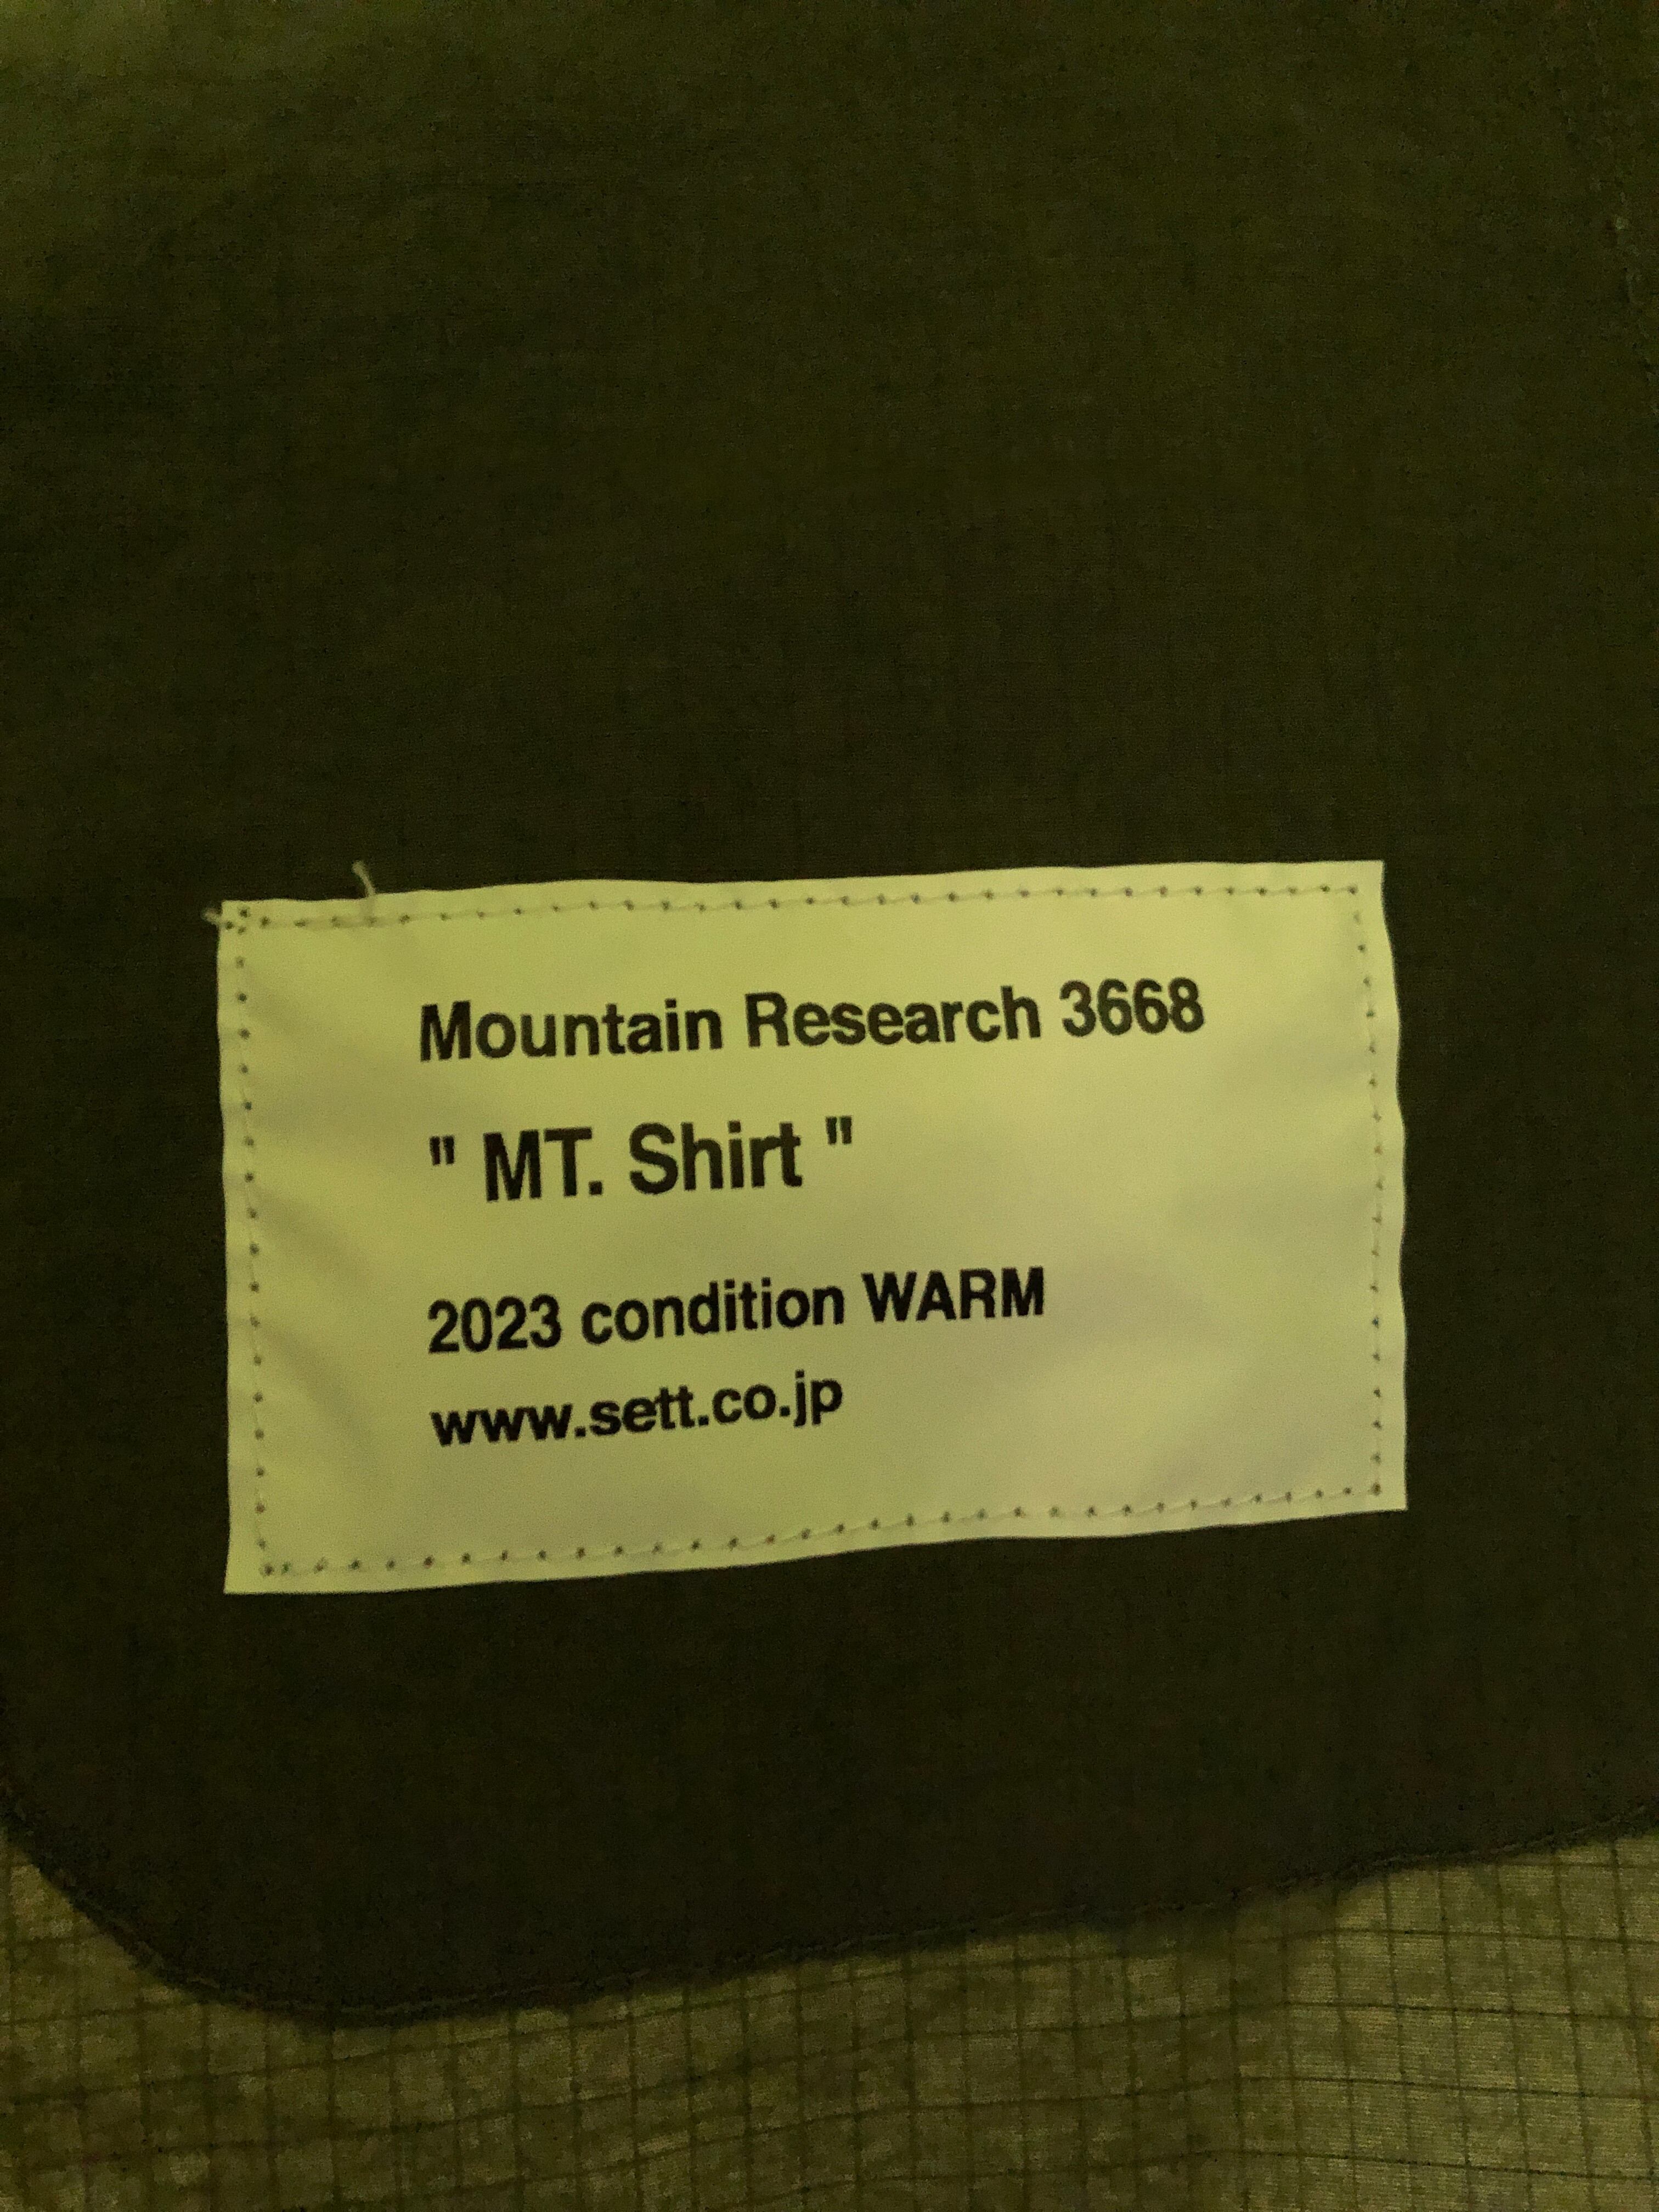 Mountain Research 3668
" MT. Shirt "
2023 condition WARM
www.sett.co.jp